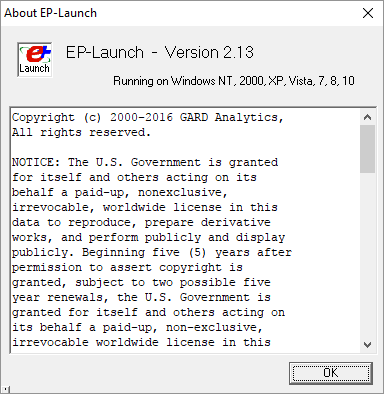 About EP-Launch
EP-Launch - Version 2.13
Launch
Running on Windows NT, 2000, XP, Vista, 7, 8, 10
Copyright (c) 2000-2016 GARD Analytics,
All rights reserved.
NOTICE: The U.S. Government is granted
for itself and others acting on its
behalf a paid-up, nonexclusive,
irrevocable, worldwide license in this
data to reproduce, prepare derivative
works, and perform publicly and display
publicly. Beginning five (5) years after
permission to assert copyright is
granted, subject to two possible five
year renewals, the U.S. Government is
granted for itself and others acting on
its behalf a paid-up, non-exclusive,
irrevocable worldwide license in this
OK